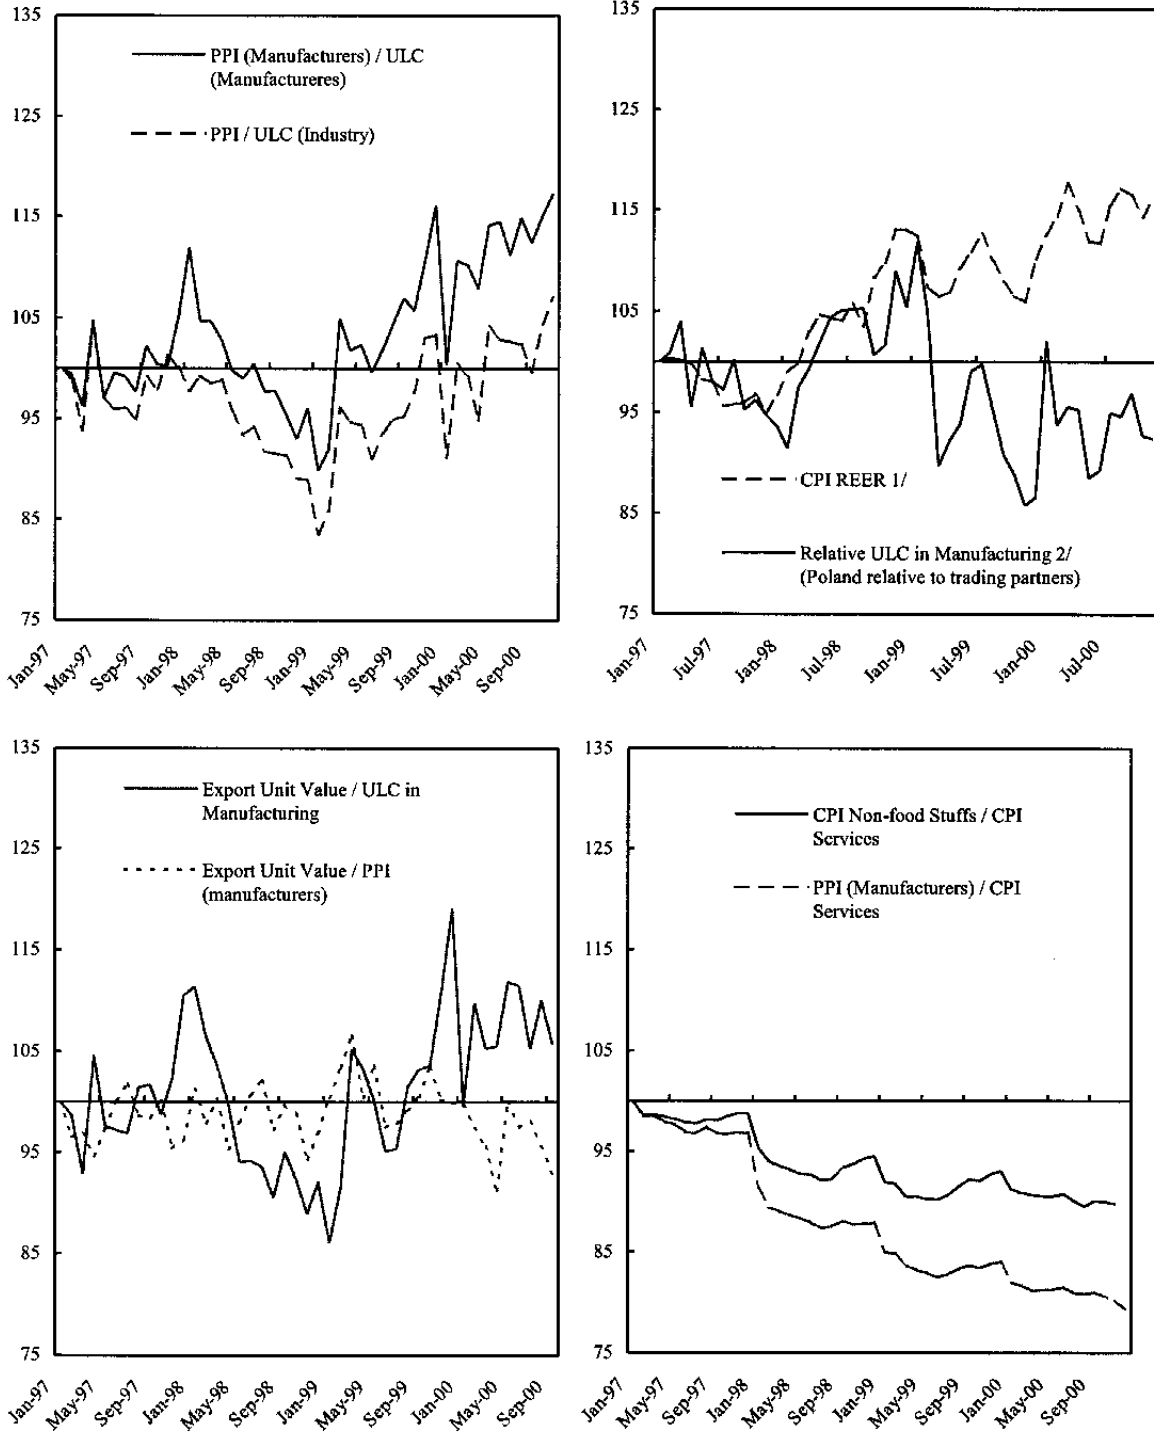 135
125
115
105
95
85
75
PPI (Manufacturers) / ULC
(Manufactureres)
PPI / ULC (Industry)
Jan-97
May-97
Sep-97
Jan-98
May-98
Sep-98
Jan-99
May-99
Sep-99
Jan-00
May-00
Sep-00
135
125
115
105
95
85
75
CPI REER 1/
Relative ULC in Manufacturing 2/
(Poland relative to trading partners)
Jan-97
Jul-97
Jan-98
Jul-98
Jan-99
Jul-99
Jan-00
Jul-00
135
125
115
105
95
85
75
Export Unit Value / ULC in
Manufacturing
Export Unit Value / PPI
(manufacturers)
Jan-97
May-97
Sep-97
Jan-98
May-98
Sep-98
Jan-99
May-99
Sep-99
Jan-00
May-00
Sep-00
135
125
115
105
95
85
75
CPI Non-food Stuffs / CPI
Services
PPI (Manufacturers) / CPI
Services
Jan-97
May-97
Sep-97
Jan-98
May-98
Sep-98
Jan-99
May-99
Sep-99
Jan-00
May-00
Sep-00